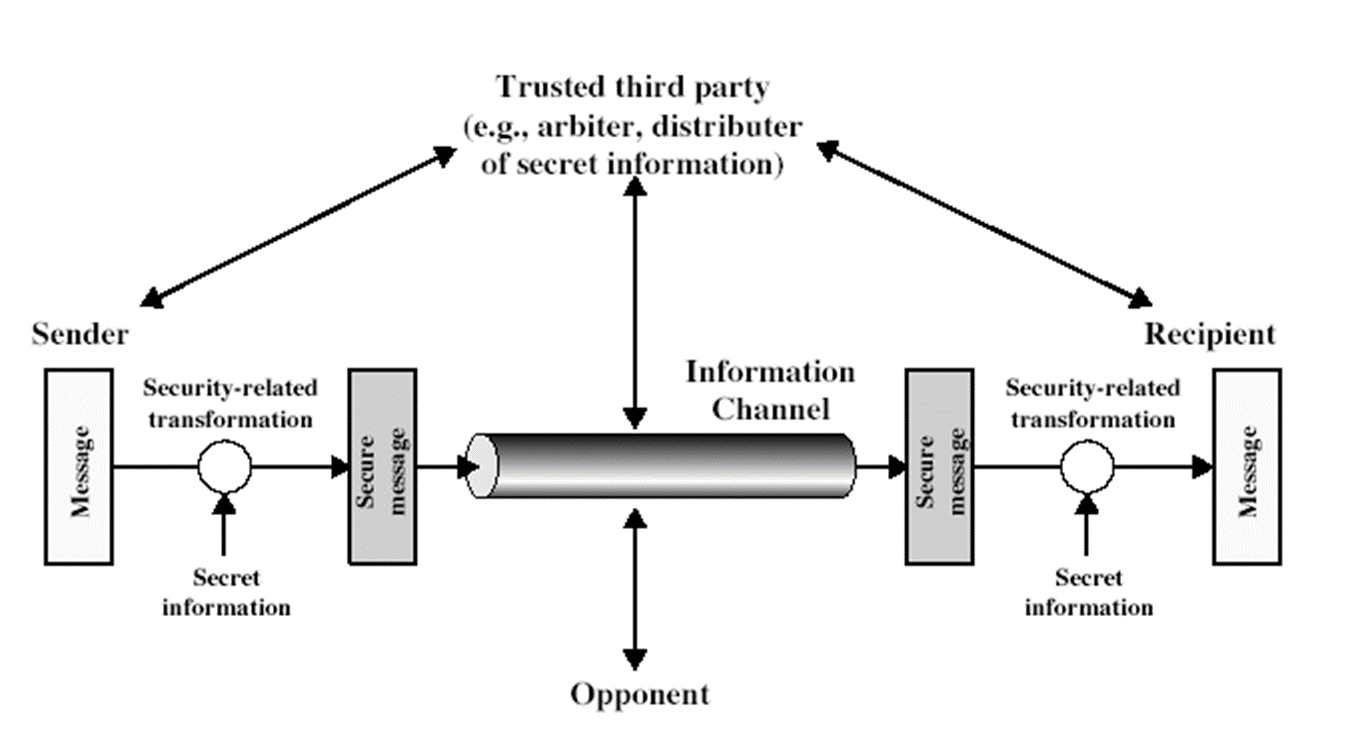 Trusted third party
(e.g., arbiter, distributer
of secret information)
Sender
Recipient
Information
Channel
Security-related
transformation
Security-related
transformation
Message
Secure
message
Secure
message
Message
Secret
information
Secret
information
Opponent